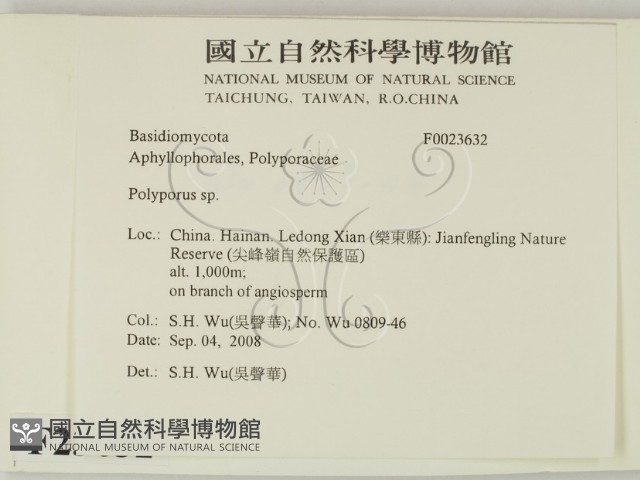 國立自然科學博物館
NATIONAL MUSEUM OF NATURAL SCIENCE
TAICHUNG, TAIWAN, R.O.CHINA
Basidiomycota F0023632
Aphyllophorales, Polyporaceae
Polyporus sp.
Loc.: China. Hainan. Ledong Xian (樂東縣): Jianfengling Nature
Reserve (尖峰嶺自然保護區)
alt. 1,000m;
on branch of angiosperm
Col.: S.H. Wu(吳聲華); No. Wu 0809-46
Date: Sep. 04, 2008
Det.: S.H. Wu(吳聲華)
國立自然科學博物館
NATIONAL MUSEUM OF NATURAL SCIENCE